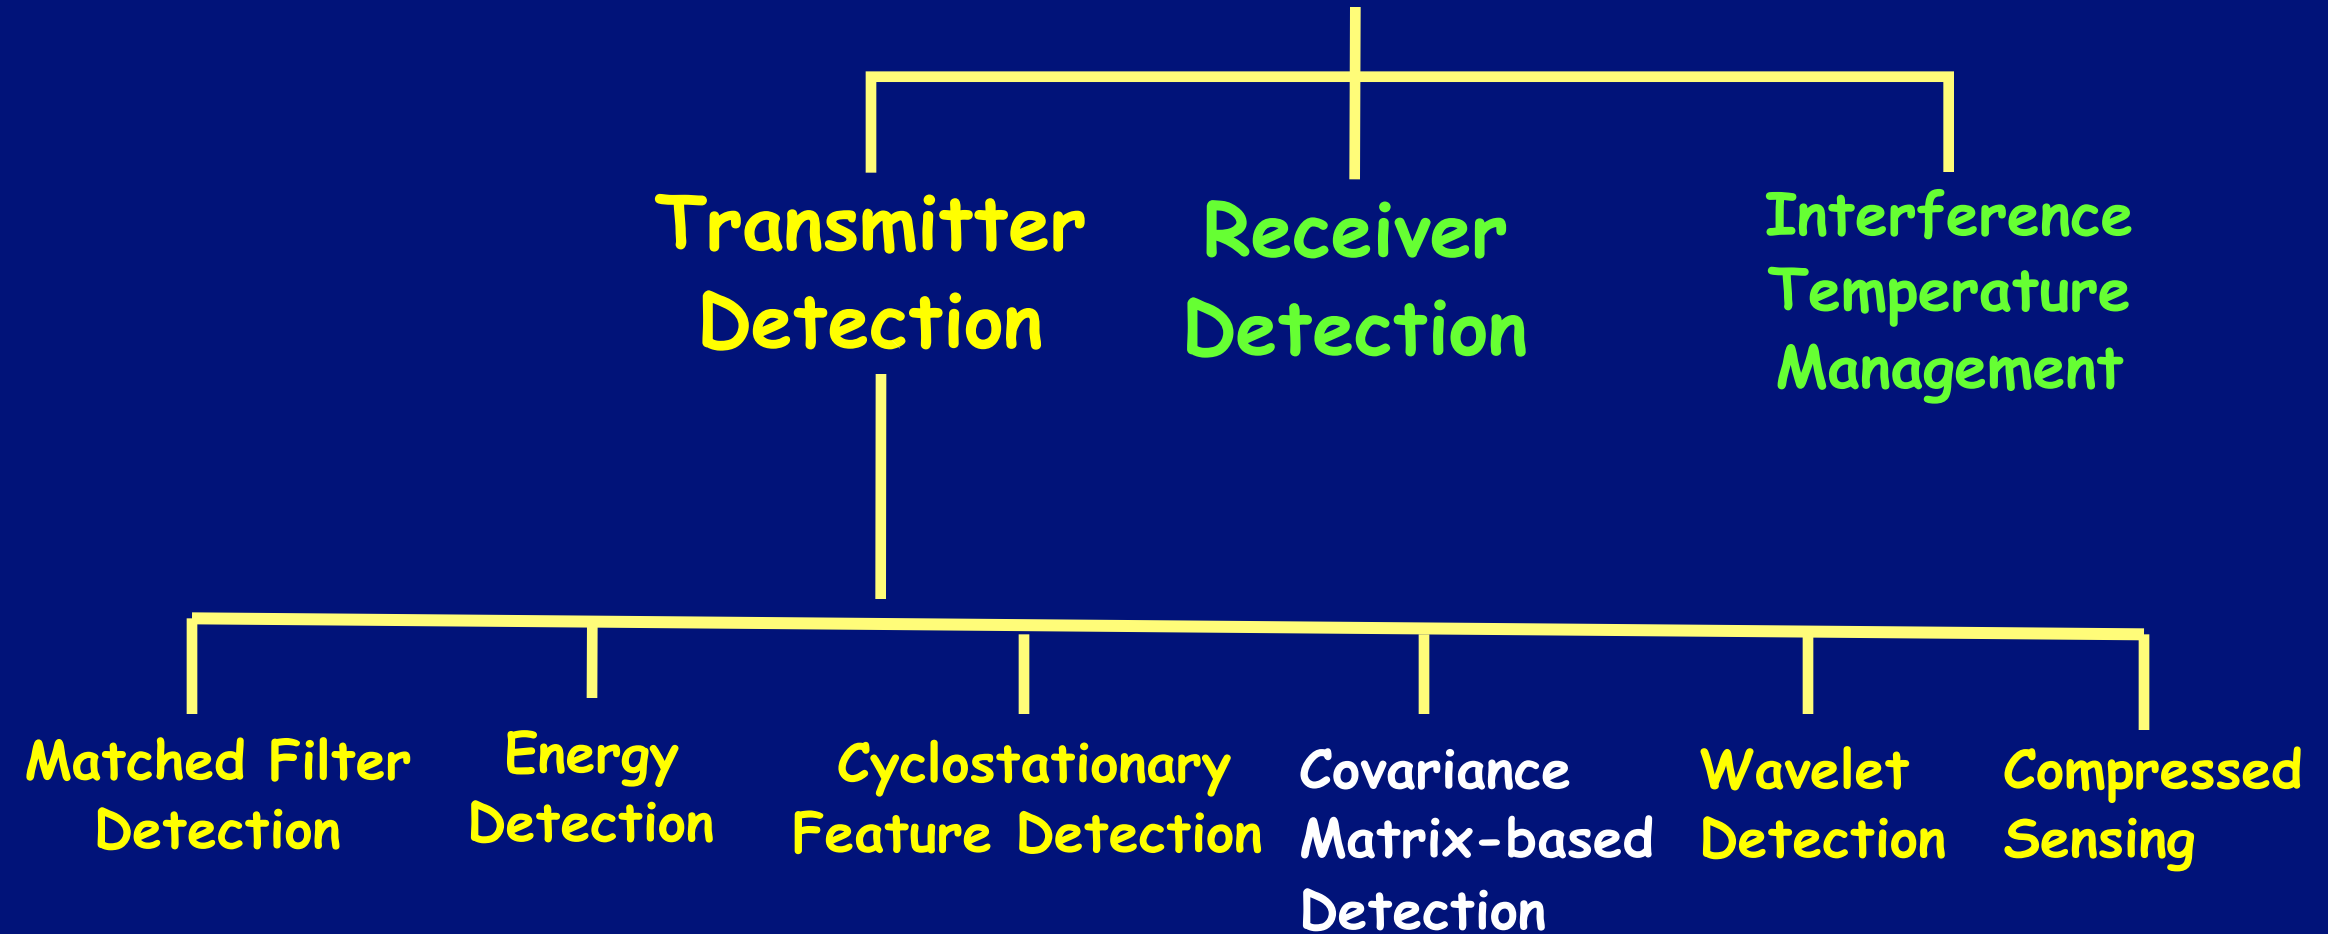 Transmitter
Detection
Receiver
Detection
Interference
Temperature
Management
Matched Filter
Detection
Energy
Detection
Cyclostationary
Feature Detection
Covariance
Matrix-based
Detection
Wavelet
Detection
Compressed
Sensing